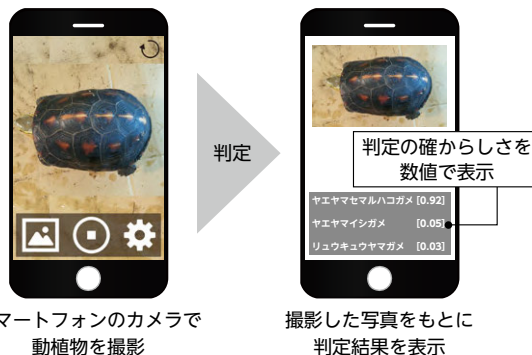 判定
判定の確からしさを
数値で表示
ヤエヤマセマルハコガメ [0.92]
ヤエヤマイシガメ [0.05]
リュウキュウヤマガメ [0.03]
マートフォンのカメラで
動植物を撮影
撮影した写真をもとに
判定結果を表示